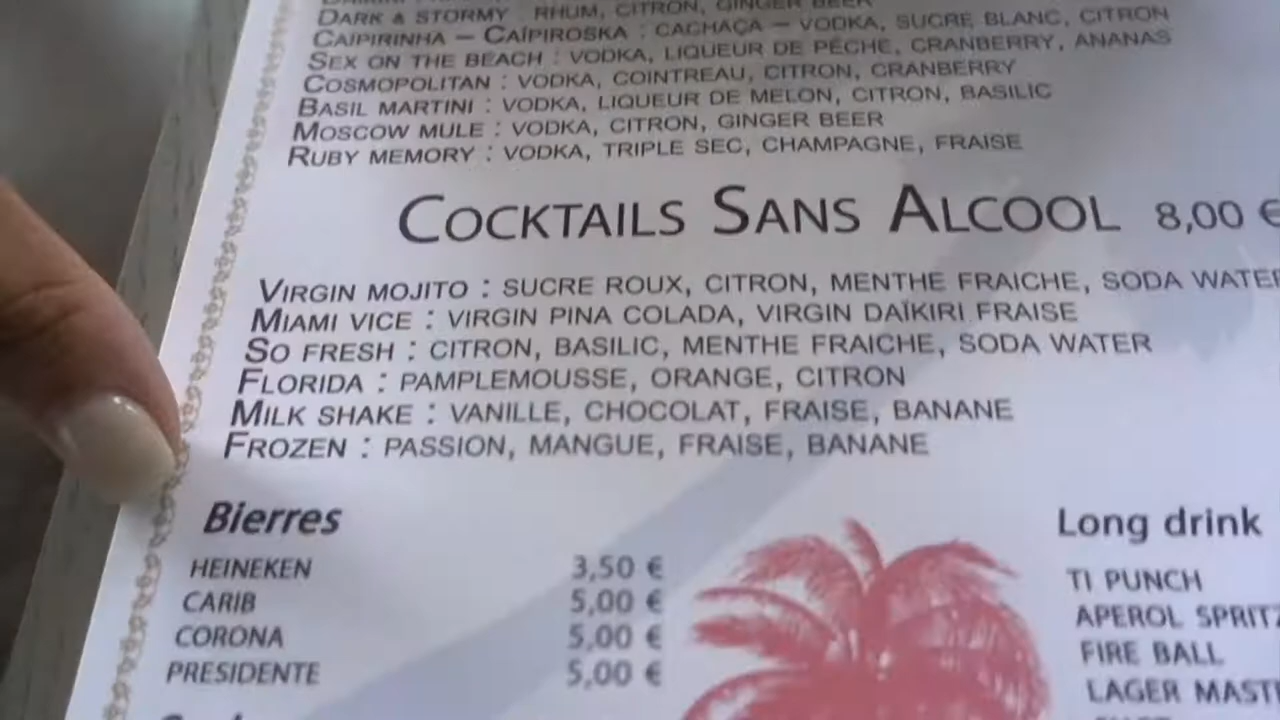 DARK & STORMY : RHUM, CITRON, GINGER BEER
CAIPIRINHA – CAÏPIROSKA : CACHAÇA – VODKA, SUCRE BLANC, CITRON
SEX ON THE BEACH : VODKA, LIQUEUR DE PÊCHE, CRANBERRY, ANANAS
COSMOPOLITAN : VODKA, COINTREAU, CITRON, CRANBERRY
BASIL MARTINI : VODKA, LIQUEUR DE MELON, CITRON, BASILIC
MOSCOW MULE : VODKA, CITRON, GINGER BEER
RUBY MEMORY : VODKA, TRIPLE SEC, CHAMPAGNE, FRAISE
COCKTAILS SANS ALCOOL 8,00 €
VIRGIN MOJITO : SUCRE ROUX, CITRON, MENTHE FRAICHE, SODA WATER
MIAMI VICE : VIRGIN PINA COLADA, VIRGIN DAÏKIRI FRAISE
SO FRESH : CITRON, BASILIC, MENTHE FRAICHE, SODA WATER
FLORIDA : PAMPLEMOUSSE, ORANGE, CITRON
MILK SHAKE : VANILLE, CHOCOLAT, FRAISE, BANANE
FROZEN : PASSION, MANGUE, FRAISE, BANANE
Bierres
HEINEKEN 3,50 €
CARIB 5,00 €
CORONA 5,00 €
PRESIDENTE 5,00 €
Long drink
TI PUNCH
APEROL SPRITZ
FIRE BALL
LAGER MAST